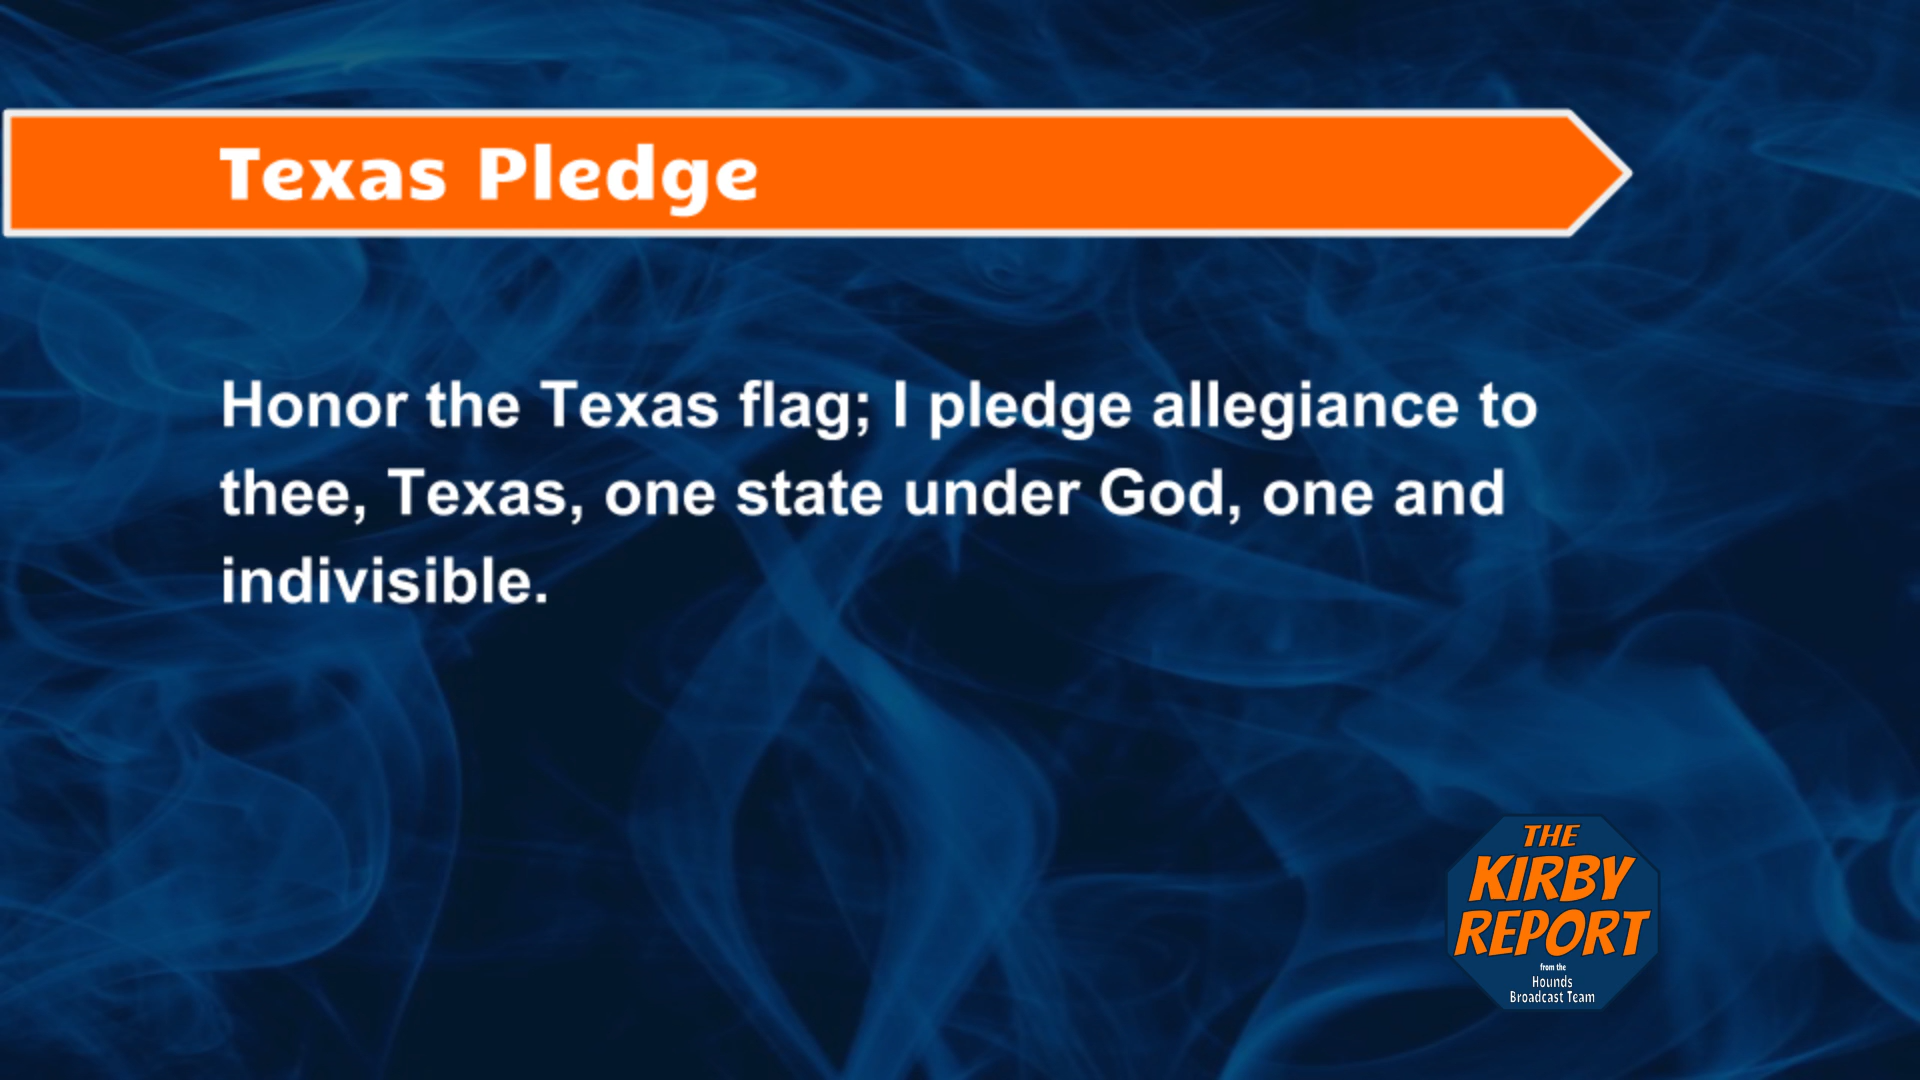 Texas Pledge
Honor the Texas flag; I pledge allegiance to
thee, Texas, one state under God, one and
indivisible.
THE
KIRBY
REPORT
from the
Hounds
Broadcast Team